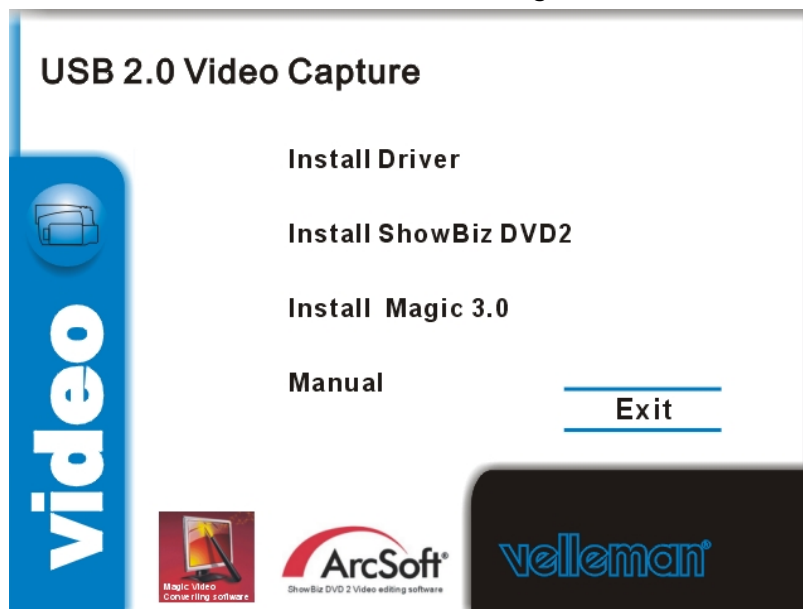 USB 2.0 Video Capture
Install Driver
Install ShowBiz DVD2
Install Magic 3.0
Manual
Exit
video
Magic Video
Converling software
ArcSoft®
ShowBiz DVD 2 Video editing software
velleman®